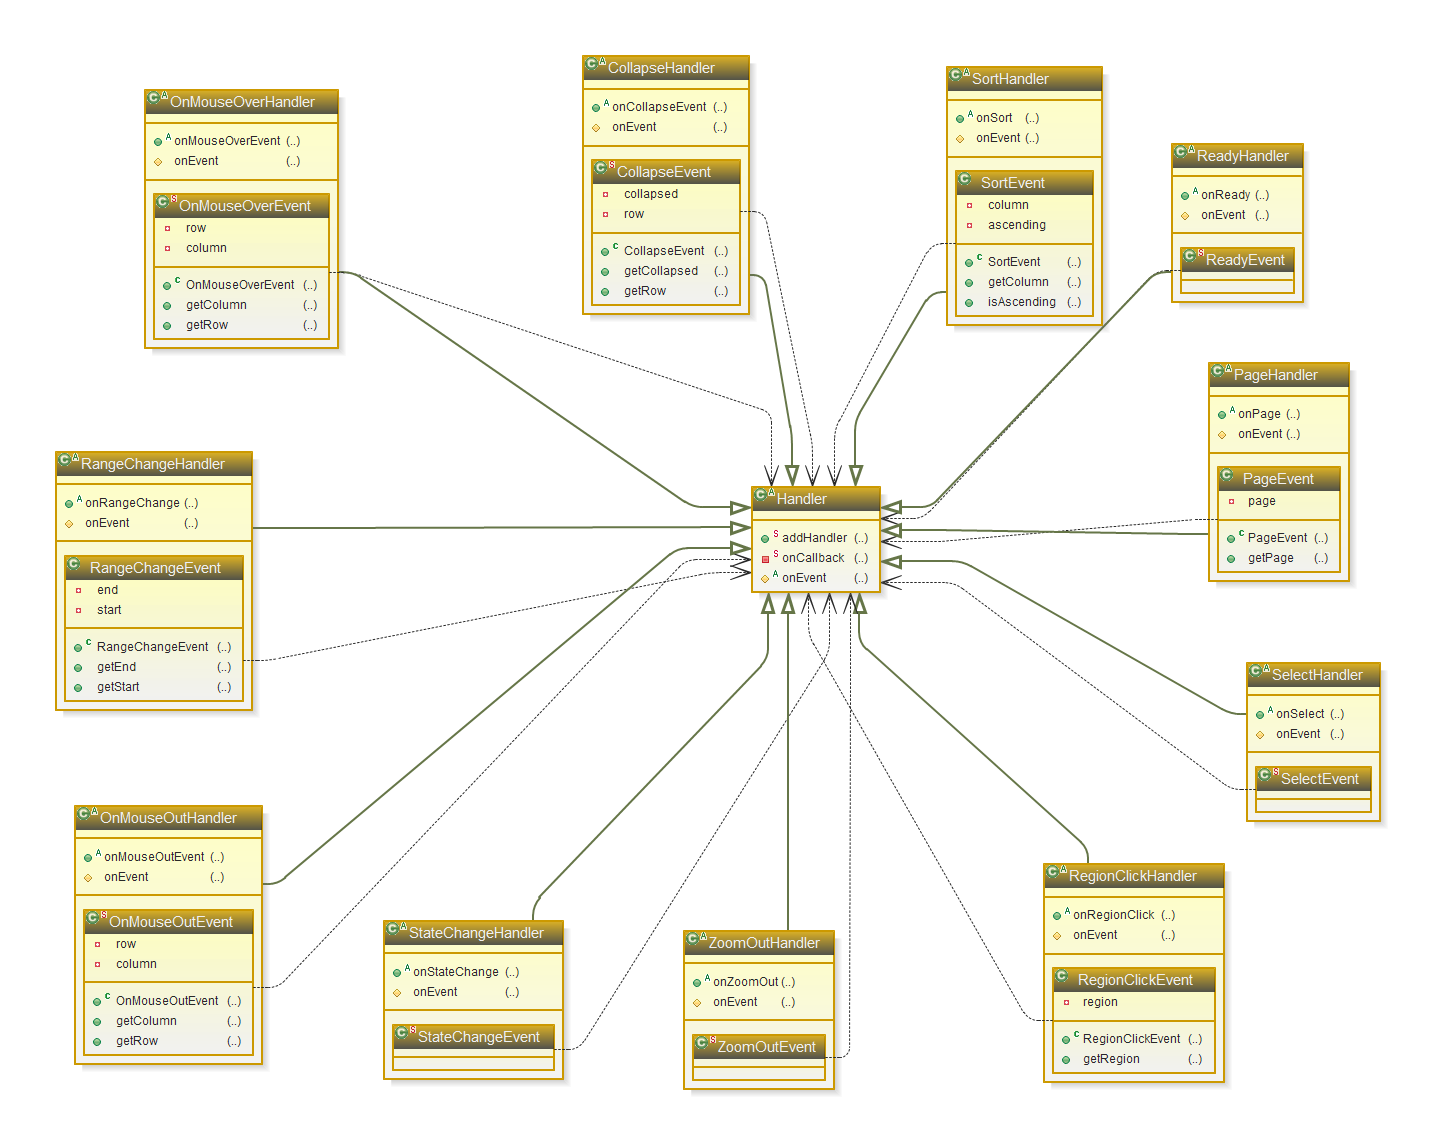 CollapseHandler
onCollapseEvent (..)
onEvent (..)
CollapseEvent
collapsed
row
CollapseEvent (..)
getCollapsed (..)
getRow (..)
SortHandler
onSort (..)
onEvent (..)
SortEvent
column
ascending
SortEvent (..)
getColumn (..)
isAscending (..)
OnMouseOverHandler
onMouseOverEvent (..)
onEvent (..)
OnMouseOverEvent
row
column
OnMouseOverEvent (..)
getColumn (..)
getRow (..)
ReadyHandler
onReady (..)
onEvent (..)
ReadyEvent
PageHandler
onPage (..)
onEvent (..)
PageEvent
page
PageEvent (..)
getPage (..)
RangeChangeHandler
onRangeChange (..)
onEvent (..)
RangeChangeEvent
end
start
RangeChangeEvent (..)
getEnd (..)
getStart (..)
Handler
addHandler (..)
onCallback (..)
onEvent (..)
SelectHandler
onSelect (..)
onEvent (..)
SelectEvent
OnMouseOutHandler
onMouseOutEvent (..)
onEvent (..)
OnMouseOutEvent
row
column
OnMouseOutEvent (..)
getColumn (..)
getRow (..)
StateChangeHandler
onStateChange (..)
onEvent (..)
StateChangeEvent
ZoomOutHandler
onZoomOut (..)
onEvent (..)
ZoomOutEvent
RegionClickHandler
onRegionClick (..)
onEvent (..)
RegionClickEvent
region
RegionClickEvent (..)
getRegion (..)